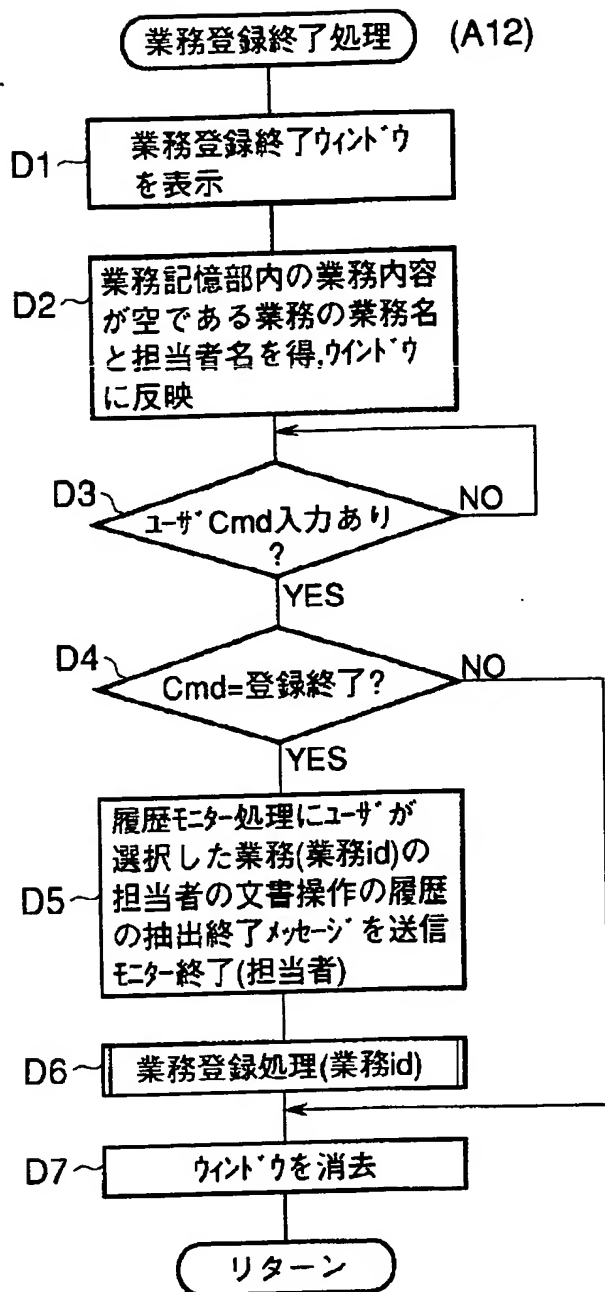 業務登録終了処理 (A12)
D1
業務登録終了ウィンドウ
を表示
D2
業務記憶部内の業務内容
が空である業務の業務名
と担当者名を得,ウインドウ
に反映
D3
ユーザCmd入力あり
?
NO
YES
D4
Cmd=登録終了?
NO
YES
D5
履歴モニター処理にユーザが
選択した業務(業務id)の
担当者の文書操作の履歴
の抽出終了メッセージを送信
モニター終了(担当者)
D6
業務登録処理(業務id)
D7
ウィンドウを消去
リターン